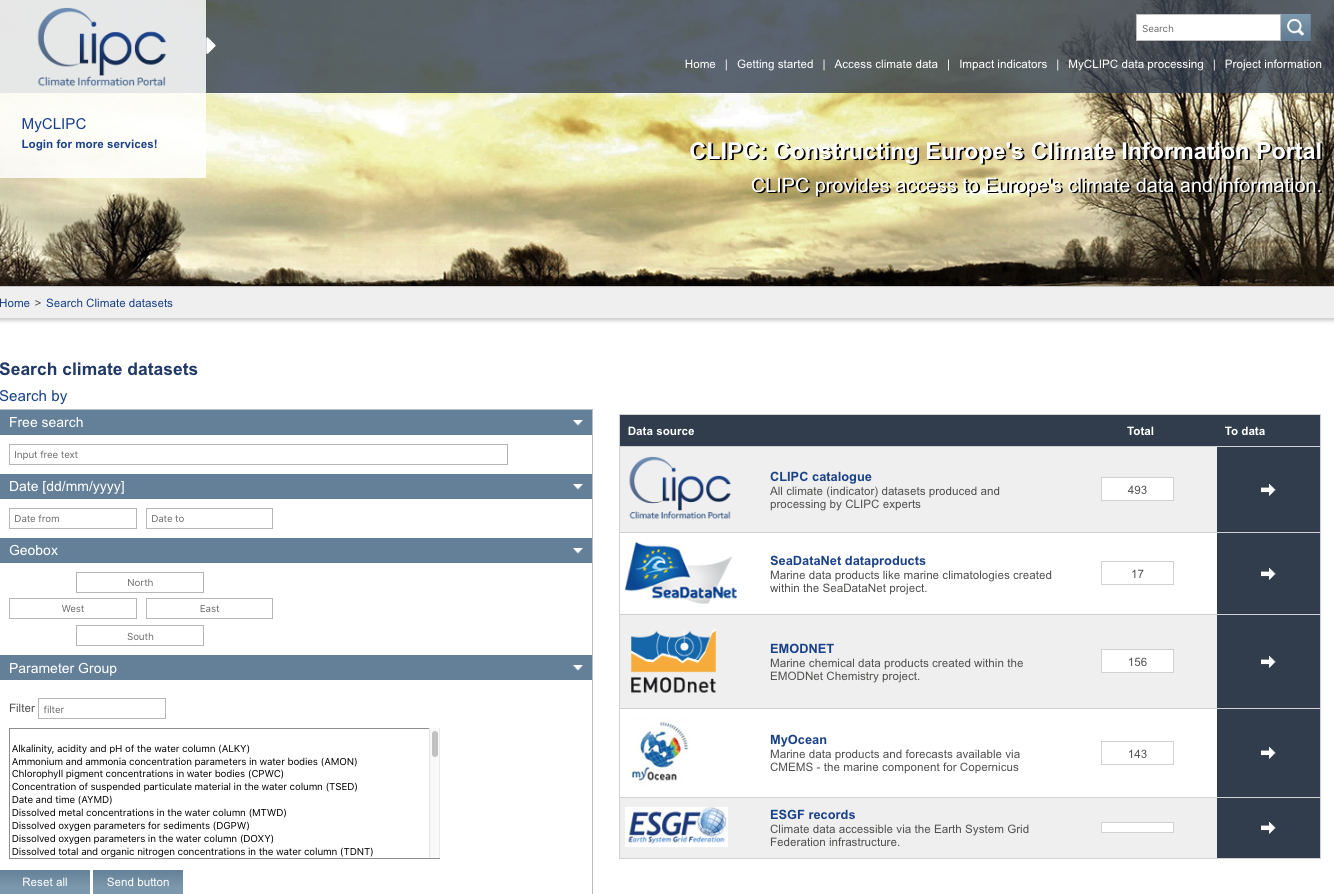 Clipc
Climate Information Portal
Search
Home | Getting started | Access climate data | Impact indicators | MyCLIPC data processing | Project information
MyCLIPC
Login for more services!
CLIPC: Constructing Europe's Climate Information Portal
CLIPC provides access to Europe's climate data and information.
Home > Search Climate datasets
Search climate datasets
Search by
Free search
Input free text
Date [dd/mm/yyyy]
Date from Date to
Geobox
North
West East
South
Parameter Group
Filter filter
Alkalinity, acidity and pH of the water column (ALKY)
Ammonium and ammonia concentration parameters in water bodies (AMON)
Chlorophyll pigment concentrations in water bodies (CPWC)
Concentration of suspended particulate material in the water column (TSED)
Date and time (AYMD)
Dissolved metal concentrations in the water column (MTWD)
Dissolved oxygen parameters for sediments (DGPW)
Dissolved oxygen parameters in the water column (DOXY)
Dissolved total and organic nitrogen concentrations in the water column (TDNT)
Reset all Send button
Data source Total To data
Clipc
Climate Information Portal
CLIPC catalogue
All climate (indicator) datasets produced and
processing by CLIPC experts
493
SeaDataNet
SeaDataNet dataproducts
Marine data products like marine climatologies created
within the SeaDataNet project.
17
EMODnet
EMODNET
Marine chemical data products created within the
EMODNet Chemistry project.
156
myOcean
MyOcean
Marine data products and forecasts available via
CMEMS - the marine component for Copernicus
143
ESGF
Earth System Grid Federation
ESGF records
Climate data accessible via the Earth System Grid
Federation infrastructure.